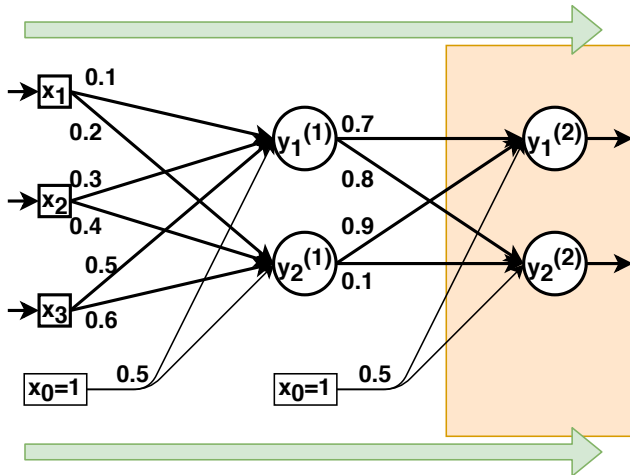 x₁
0.1
0.2
x₂
0.3
0.4
x₃
0.5
0.6
x₀=1
0.5
y₁⁽¹⁾
0.7
0.8
y₂⁽¹⁾
0.9
0.1
x₀=1
0.5
y₁⁽²⁾
y₂⁽²⁾